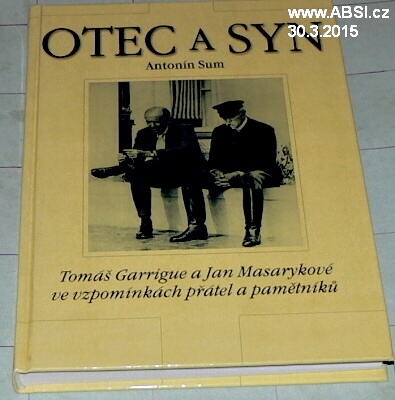 www.ABSI.cz
30.3.2015
OTEC A SYN
Antonín Sum
Tomáš Garrigue a Jan Masarykové
ve vzpomínkách přátel a pamětníků